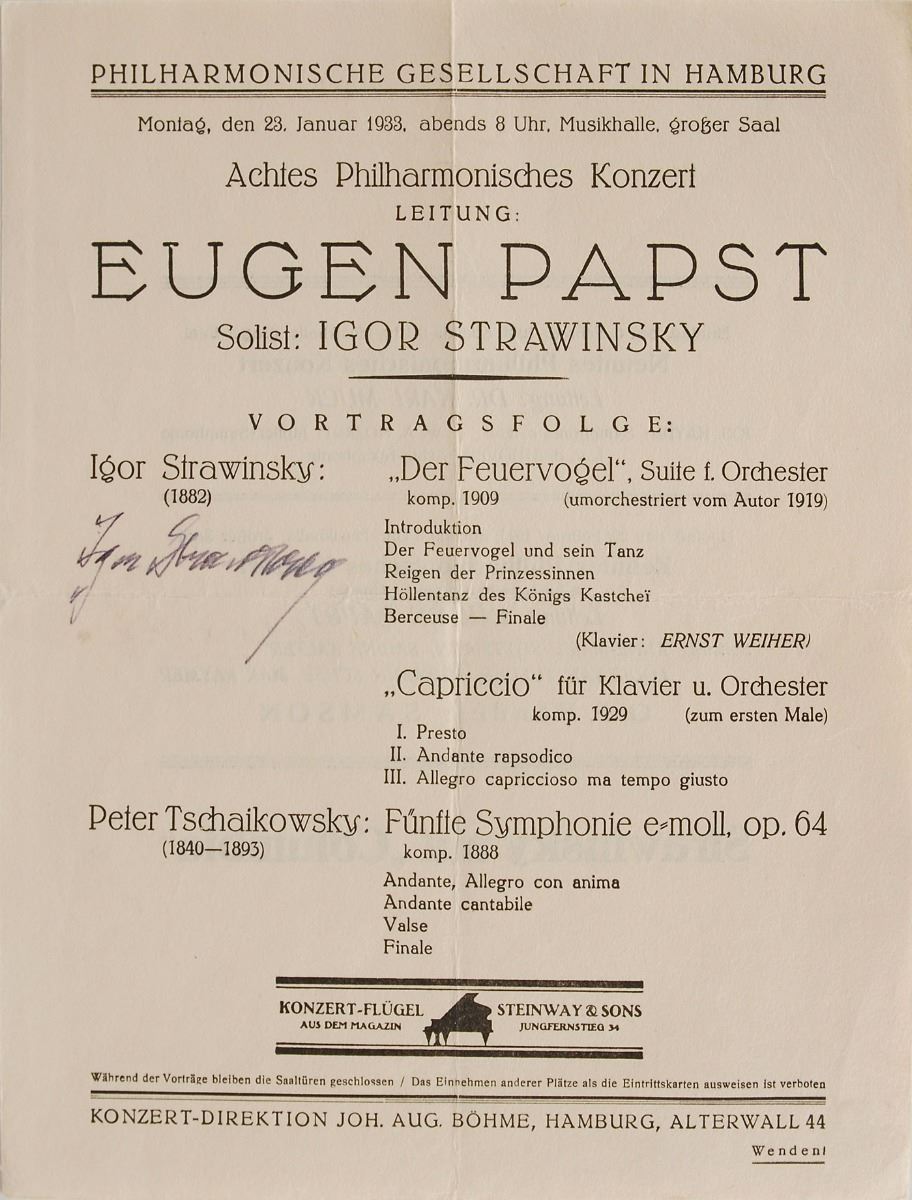 PHILHARMONISCHE GESELLSCHAFT IN HAMBURG
Montag, den 23. Januar 1933, abends 8 Uhr, Musikhalle, großer Saal
Achtes Philharmonisches Konzert
LEITUNG:
EUGEN PAPST
Solist: IGOR STRAWINSKY
VORTRAGSFOLGE:
Igor Strawinsky: „Der Feuervogel“, Suite f. Orchester
(1882) komp. 1909 (umorchestriert vom Autor 1919)
Introduktion
Der Feuervogel und sein Tanz
Reigen der Prinzessinnen
Höllentanz des Königs Kastcheï
Berceuse — Finale
Igor Strawinsky
(Klavier: ERNST WEIHER)
„Capriccio“ für Klavier u. Orchester
komp. 1929 (zum ersten Male)
I. Presto
II. Andante rapsodico
III. Allegro capriccioso ma tempo giusto
Peter Tschaikowsky: Fünfte Symphonie e-moll, op. 64
(1840—1893) komp. 1888
Andante, Allegro con anima
Andante cantabile
Valse
Finale
KONZERT-FLÜGEL STEINWAY & SONS
AUS DEM MAGAZIN JUNGFERNSTIEG 34
Während der Vorträge bleiben die Saaltüren geschlossen / Das Einnehmen anderer Plätze als die Eintrittskarten ausweisen ist verboten
KONZERT-DIREKTION JOH. AUG. BÖHME, HAMBURG, ALTERWALL 44
Wenden!